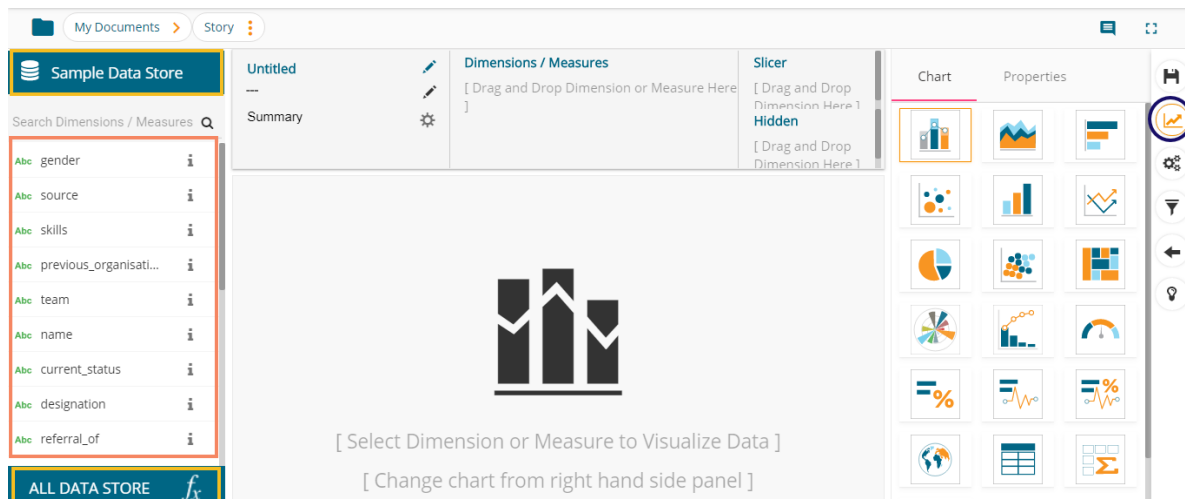 My Documents
Story
Sample Data Store
Search Dimensions / Measures
Abc gender
Abc source
Abc skills
Abc previous_organisati...
Abc team
Abc name
Abc current_status
Abc designation
Abc referral_of
ALL DATA STORE fx
Untitled
---
Summary
Dimensions / Measures
[ Drag and Drop Dimension or Measure Here
]
Slicer
[ Drag and Drop
Dimension Here ]
Hidden
[ Drag and Drop
Dimension Here ]
[ Select Dimension or Measure to Visualize Data ]
[ Change chart from right hand side panel ]
Chart
Properties
%
%
Σ